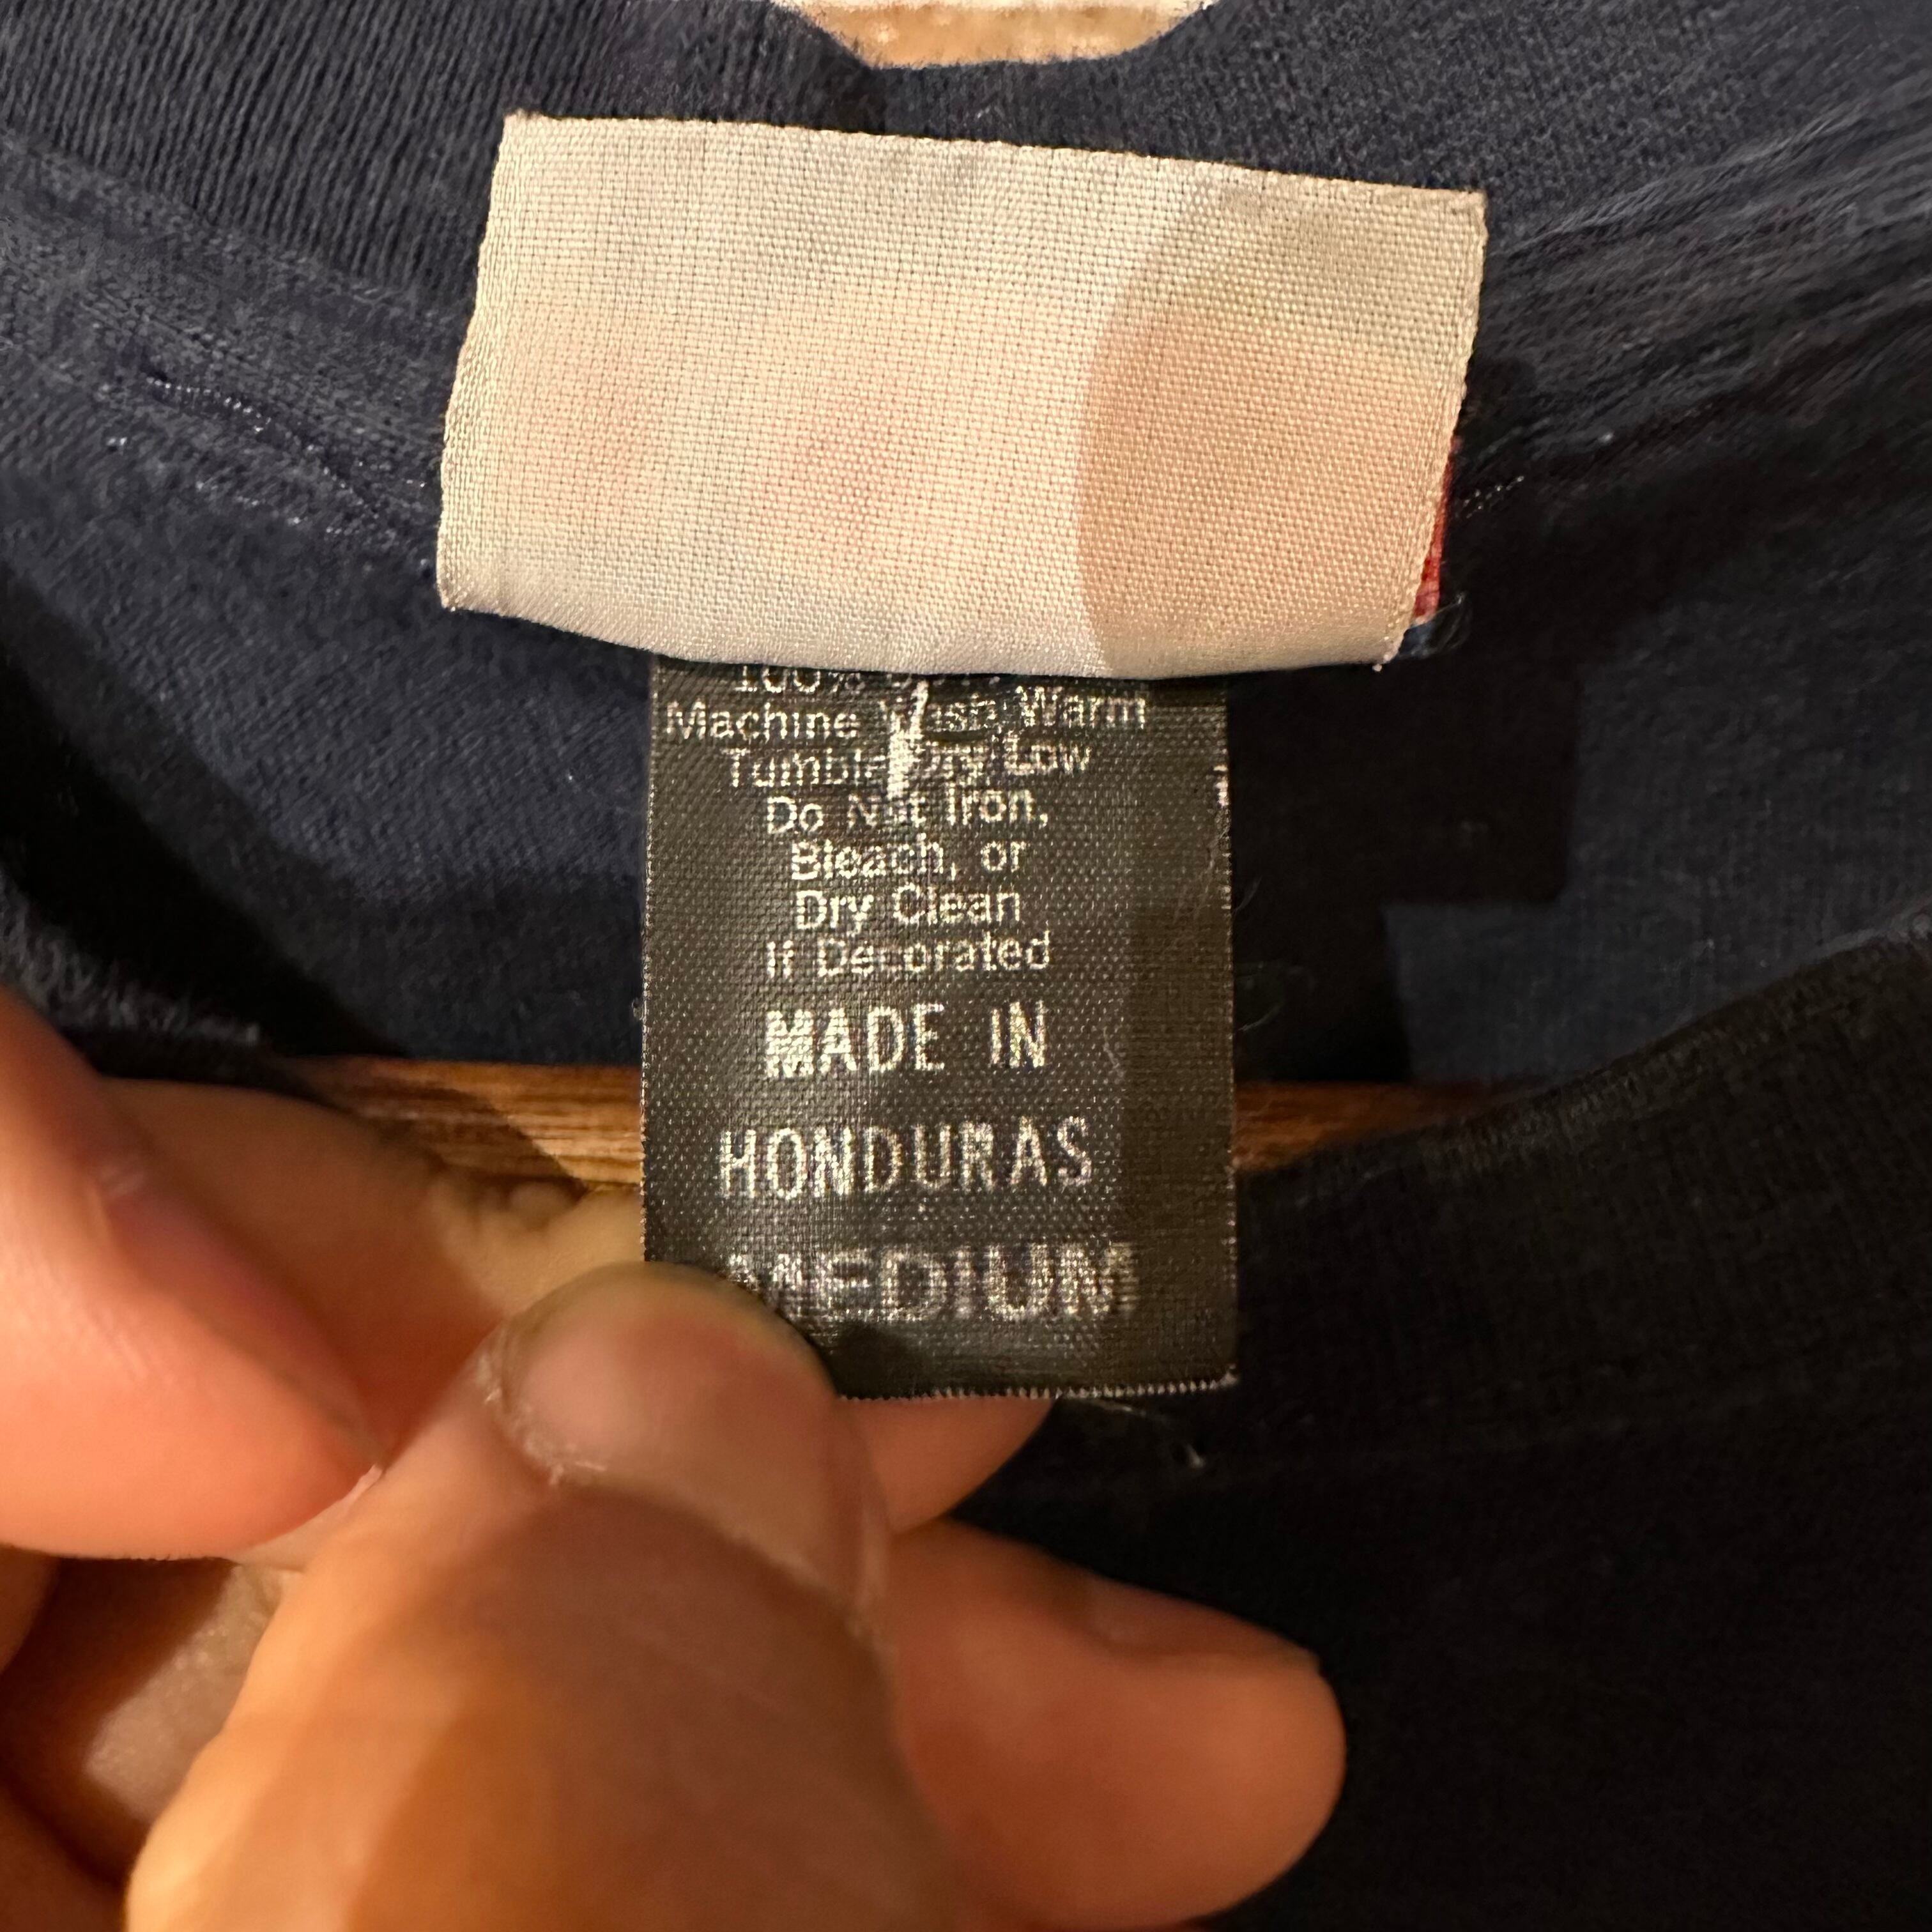 100%
Machine Wash Warm
Tumble Dry Low
Do Not Iron,
Bleach, or
Dry Clean
If Decorated
MADE IN
HONDURAS
MEDIUM